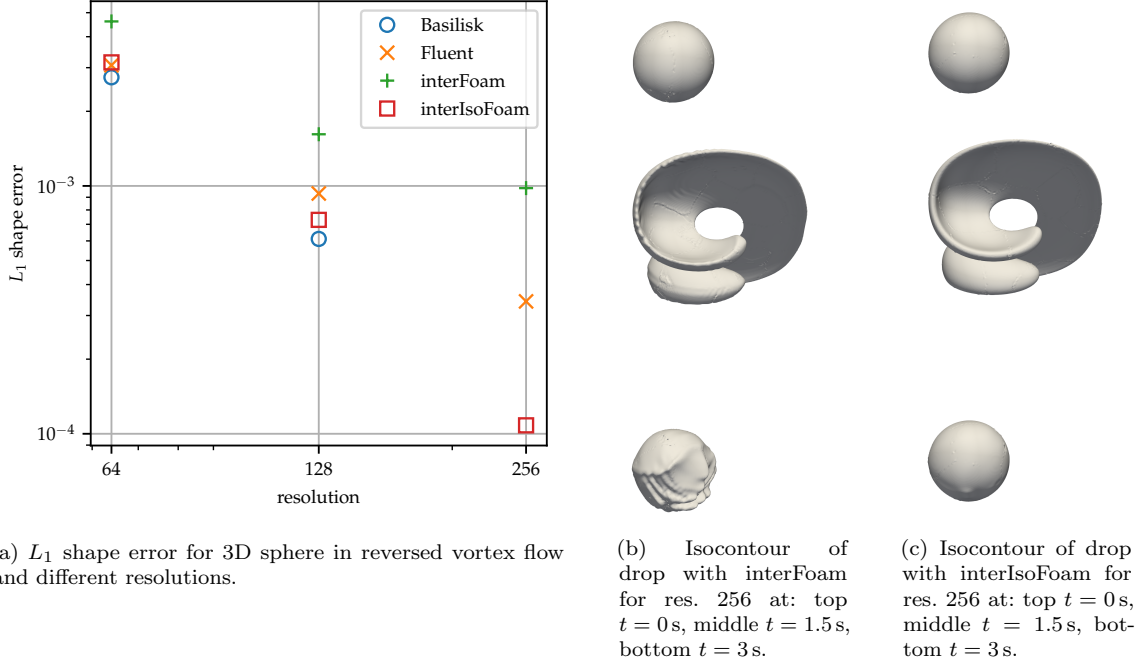 Basilisk
Fluent
interFoam
interIsoFoam
L₁ shape error
10⁻³
10⁻⁴
64
128
256
resolution
a) L₁ shape error for 3D sphere in reversed vortex flow
and different resolutions.
(b) Isocontour of
drop with interFoam
for res. 256 at: top
t = 0 s, middle t = 1.5 s,
bottom t = 3 s.
(c) Isocontour of drop
with interIsoFoam for
res. 256 at: top t = 0 s,
middle t = 1.5 s, bot-
tom t = 3 s.